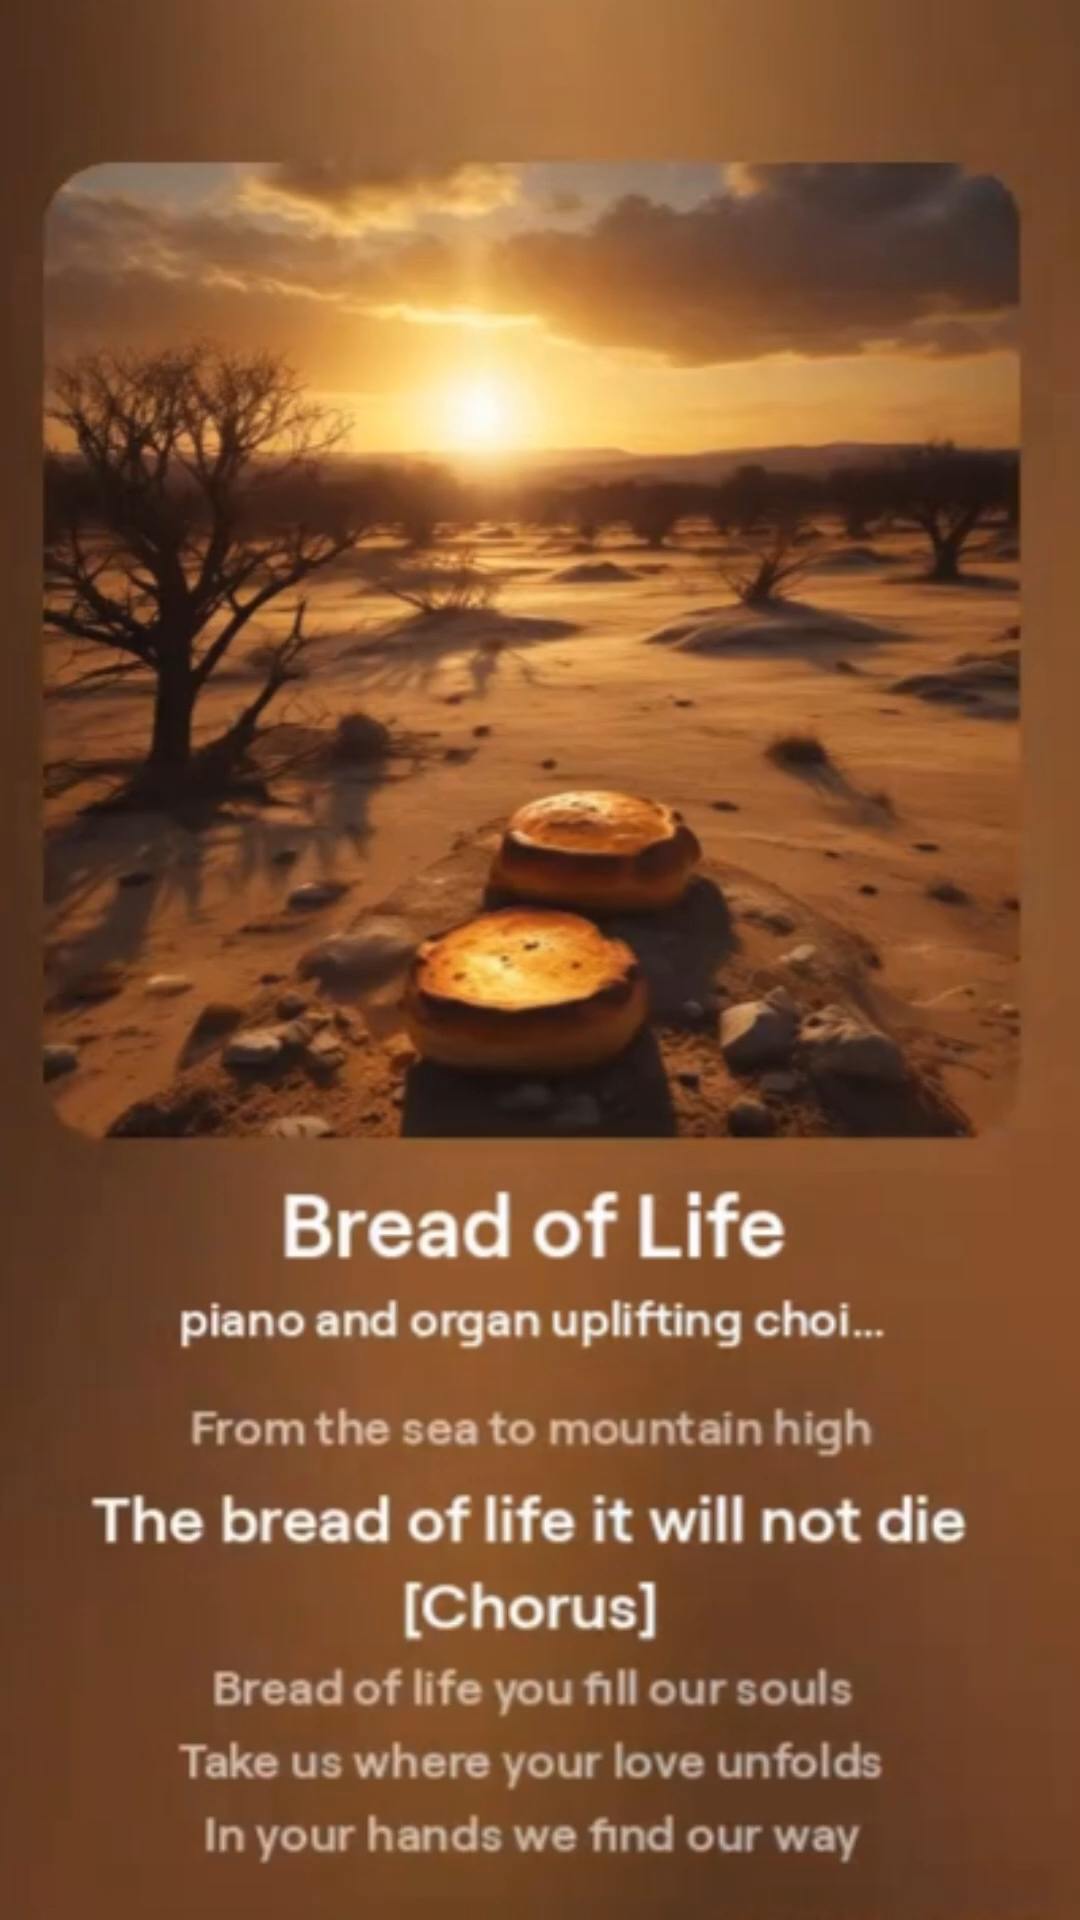 Bread of Life
piano and organ uplifting choi...
From the sea to mountain high
The bread of life it will not die
[Chorus]
Bread of life you fill our souls
Take us where your love unfolds
In your hands we find our way